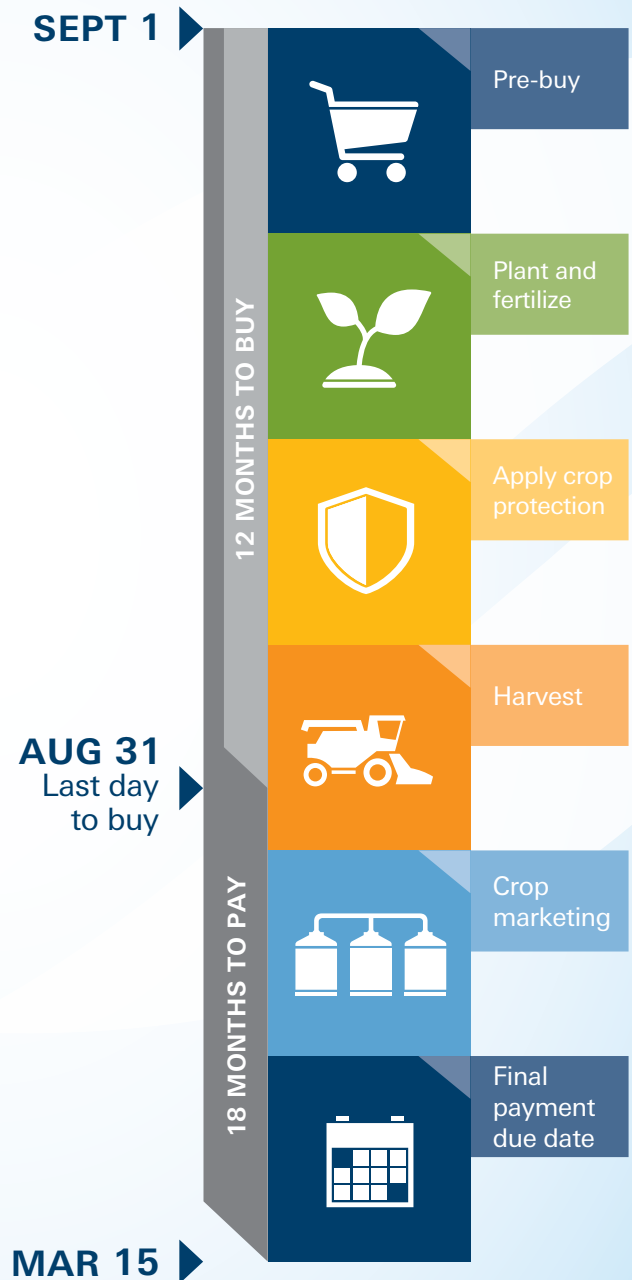 SEPT 1
Pre-buy
Plant and
fertilize
12 MONTHS TO BUY
Apply crop
protection
Harvest
AUG 31
Last day
to buy
Crop
marketing
18 MONTHS TO PAY
Final
payment
due date
MAR 15